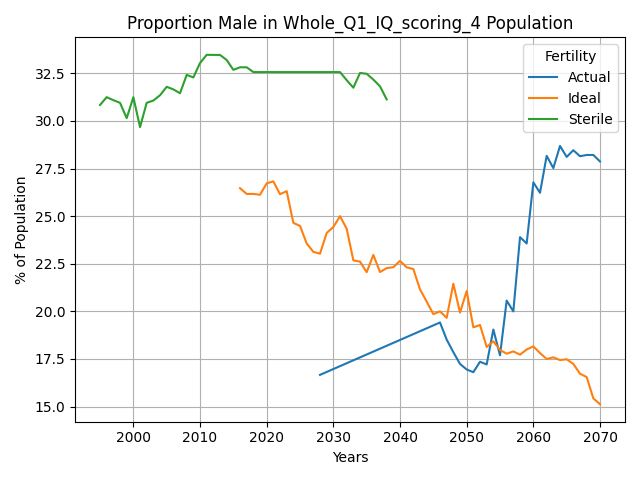 Proportion Male in Whole_Q1_IQ_scoring_4 Population
Fertility
Actual
Ideal
Sterile
% of Population
32.5
30.0
27.5
25.0
22.5
20.0
17.5
15.0
2000
2010
2020
2030
2040
2050
2060
2070
Years